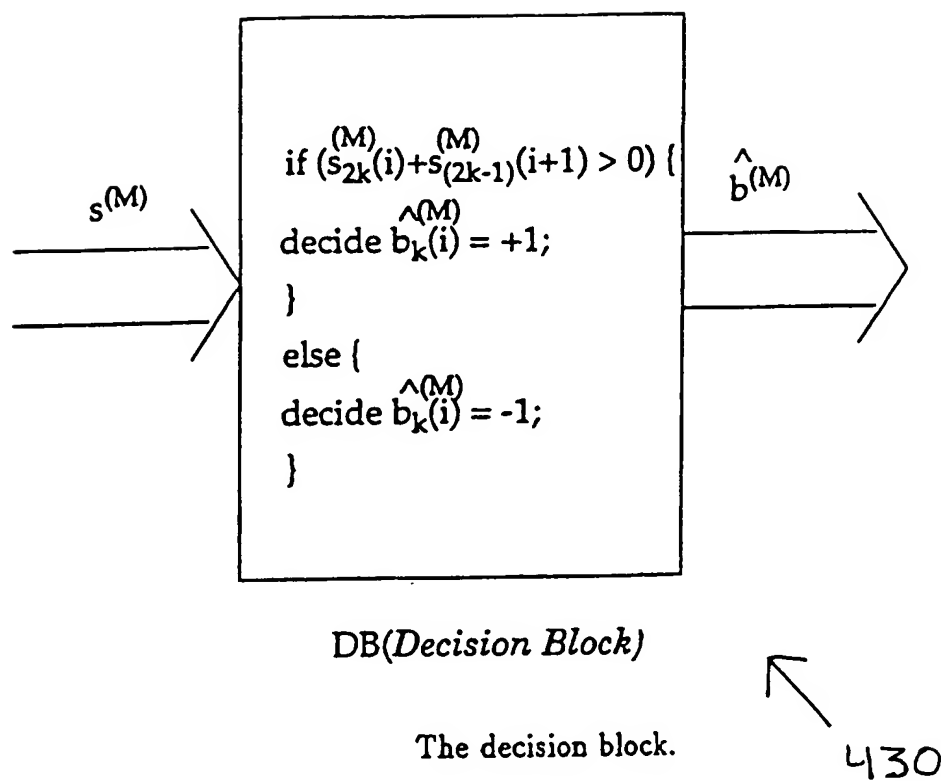 s^(M)
if (s_2k^(M)(i)+s_(2k-1)^(M)(i+1) > 0) {
decide b̂_k^(M)(i) = +1;
}
else {
decide b̂_k^(M)(i) = -1;
}
b̂^(M)
DB(Decision Block)
The decision block.
430